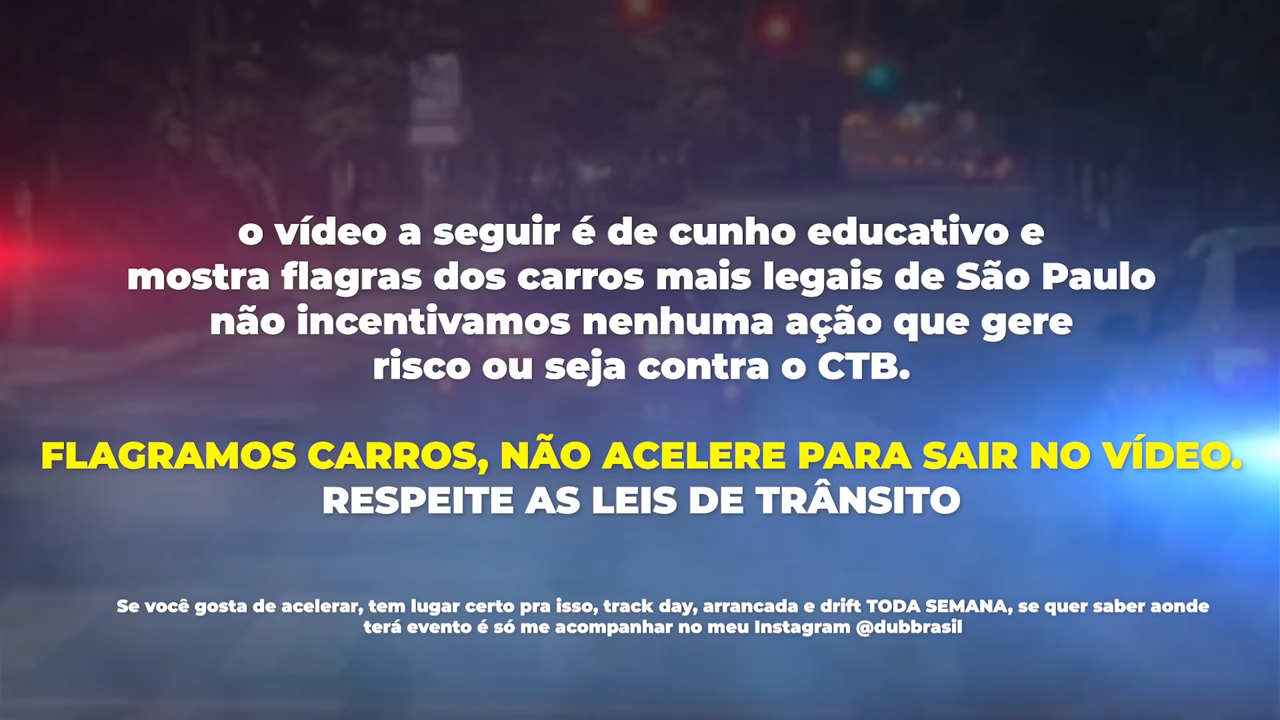 o vídeo a seguir é de cunho educativo e
mostra flagras dos carros mais legais de São Paulo
não incentivamos nenhuma ação que gere
risco ou seja contra o CTB.
FLAGRAMOS CARROS, NÃO ACELERE PARA SAIR NO VÍDEO.
RESPEITE AS LEIS DE TRÂNSITO
Se você gosta de acelerar, tem lugar certo pra isso, track day, arrancada e drift TODA SEMANA, se quer saber aonde
terá evento é só me acompanhar no meu Instagram @dubbrasil